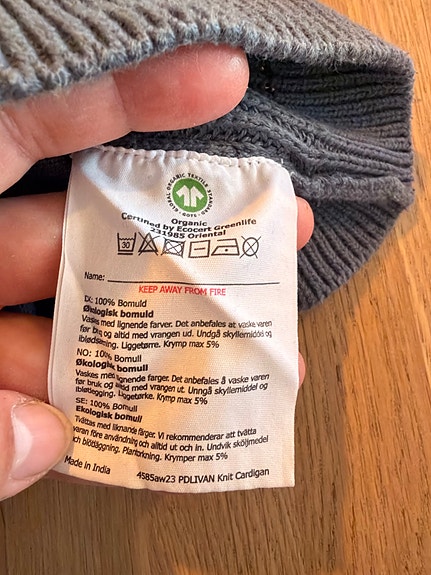 GLOBAL ORGANIC TEXTILE STANDARD
· GOTS ·
Organic
Certified by Ecocert Greenlife
231985 Oriental
30
Name:
KEEP AWAY FROM FIRE
DK: 100% Bomuld
Økologisk bomuld
Vaskes med lignende farver. Det anbefales at vaske varen
før brug og altid med vrangen ud. Undgå skyllemiddel og
iblødsætning. Liggetørre. Krymp max 5%
NO: 100% Bomull
Økologisk bomull
Vaskes med lignende farger. Det anbefales å vaske varen
før bruk og altid med vrangen ut. Unngå skyllemiddel og
bløtlegging. Liggetørre. Krymp max 5%
SE: 100% Bomull
Ekologisk bomull
Tvättas med liknande färger. Vi rekommenderar att tvätta
varan före användning och alltid ut och in. Undvik sköljmedel
och blötläggning. Plantorkning. Krymper max 5%
Made in India
4585aw23 PDLIVAN Knit Cardigan